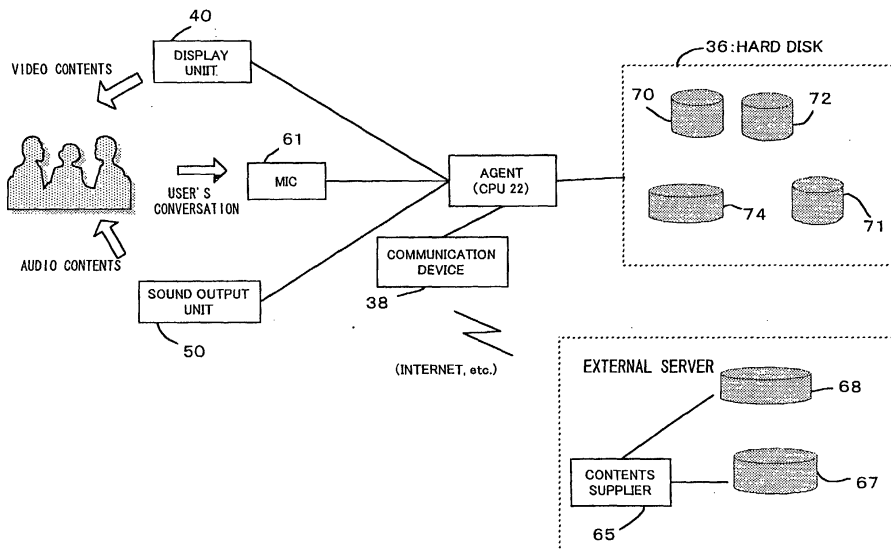 40
DISPLAY
UNIIT
VIDEO CONTENTS
36:HARD DISK
70
72
61
MIC
AGENT
(CPU 22)
USER'S
CONVERSATION
74
71
AUDIO CONTENTS
COMMUNICATION
DEVICE
38
SOUND OUTPUT
UNIT
50
(INTERNET, etc.)
EXTERNAL SERVER
68
CONTENTS
SUPPLIER
67
65